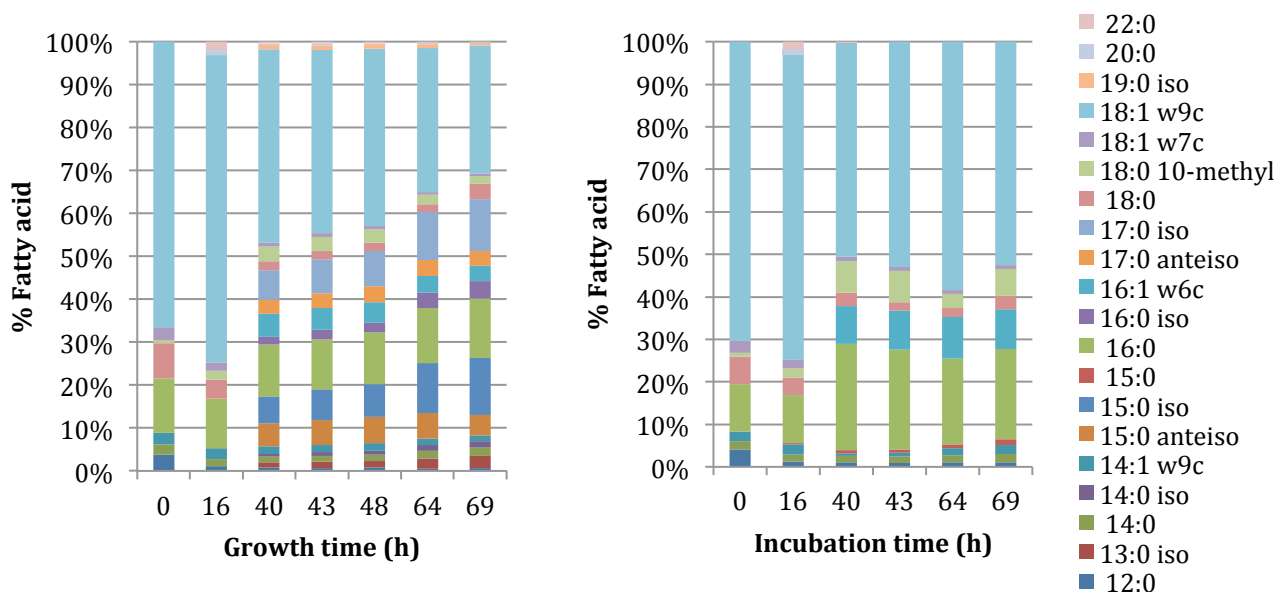 100%
90%
80%
70%
60%
50%
40%
30%
20%
10%
0%
% Fatty acid
0 16 40 43 48 64 69
Growth time (h)
100%
90%
80%
70%
60%
50%
40%
30%
20%
10%
0%
% Fatty acid
0 16 40 43 64 69
Incubation time (h)
22:0
20:0
19:0 iso
18:1 w9c
18:1 w7c
18:0 10-methyl
18:0
17:0 iso
17:0 anteiso
16:1 w6c
16:0 iso
16:0
15:0
15:0 iso
15:0 anteiso
14:1 w9c
14:0 iso
14:0
13:0 iso
12:0